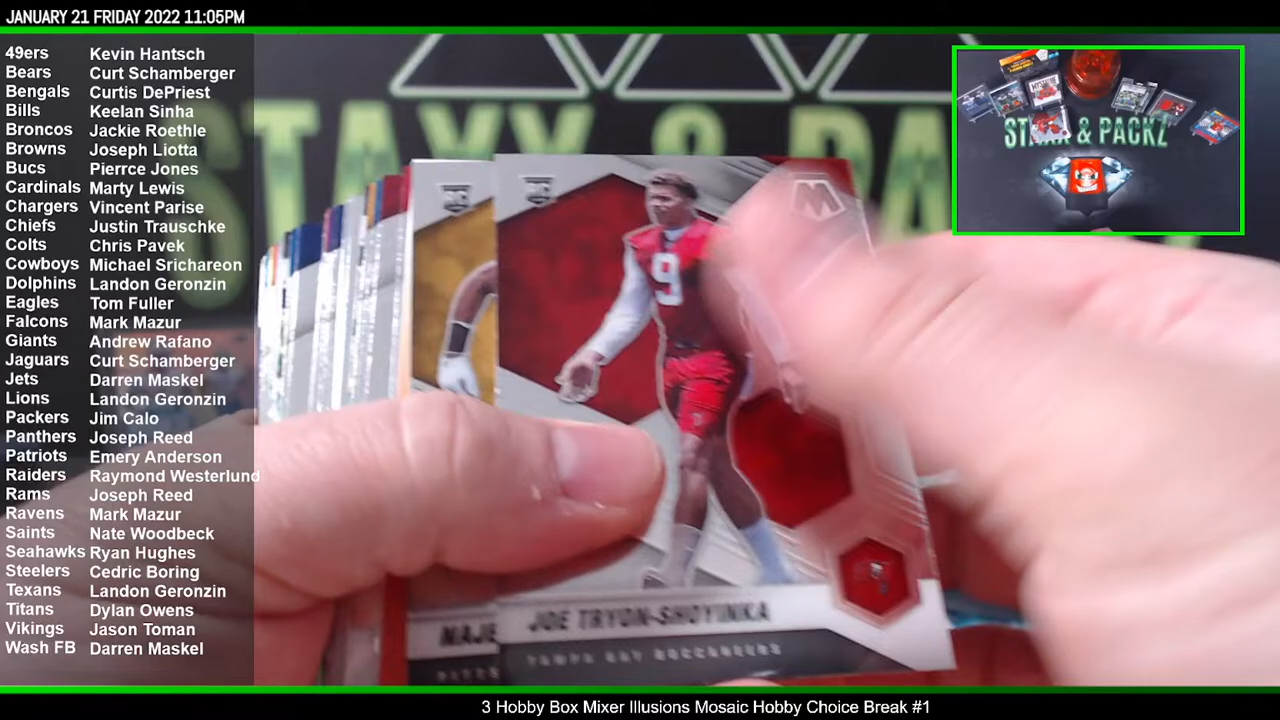 JANUARY 21 FRIDAY 2022 11:05PM
49ers Kevin Hantsch
Bears Curt Schamberger
Bengals Curtis DePriest
Bills Keelan Sinha
Broncos Jackie Roethle
Browns Joseph Liotta
Bucs Pierrce Jones
Cardinals Marty Lewis
Chargers Vincent Parise
Chiefs Justin Trauschke
Colts Chris Pavek
Cowboys Michael Srichareon
Dolphins Landon Geronzin
Eagles Tom Fuller
Falcons Mark Mazur
Giants Andrew Rafano
Jaguars Curt Schamberger
Jets Darren Maskel
Lions Landon Geronzin
Packers Jim Calo
Panthers Joseph Reed
Patriots Emery Anderson
Raiders Raymond Westerlund
Rams Joseph Reed
Ravens Mark Mazur
Saints Nate Woodbeck
Seahawks Ryan Hughes
Steelers Cedric Boring
Texans Landon Geronzin
Titans Dylan Owens
Vikings Jason Toman
Wash FB Darren Maskel
STAXX & PA
& PACKZ
M
9
JOE TRYON-SHOYINKA
TAMPA BAY BUCCANEERS
NAJE
PITTS
3 Hobby Box Mixer Illusions Mosaic Hobby Choice Break #1